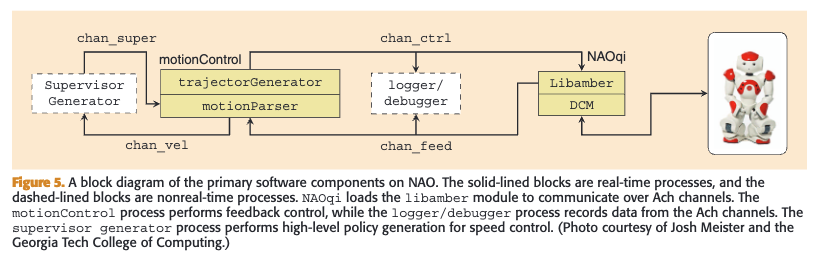 chan_super
chan_ctrl
motionControl
NAOqi
Supervisor
Generator
trajectorGenerator
motionParser
logger/
debugger
Libamber
DCM
chan_vel
chan_feed
Figure 5. A block diagram of the primary software components on NAO. The solid-lined blocks are real-time processes, and the
dashed-lined blocks are nonreal-time processes. NAOqi loads the libamber module to communicate over Ach channels. The
motionControl process performs feedback control, while the logger/debugger process records data from the Ach channels. The
supervisor generator process performs high-level policy generation for speed control. (Photo courtesy of Josh Meister and the
Georgia Tech College of Computing.)